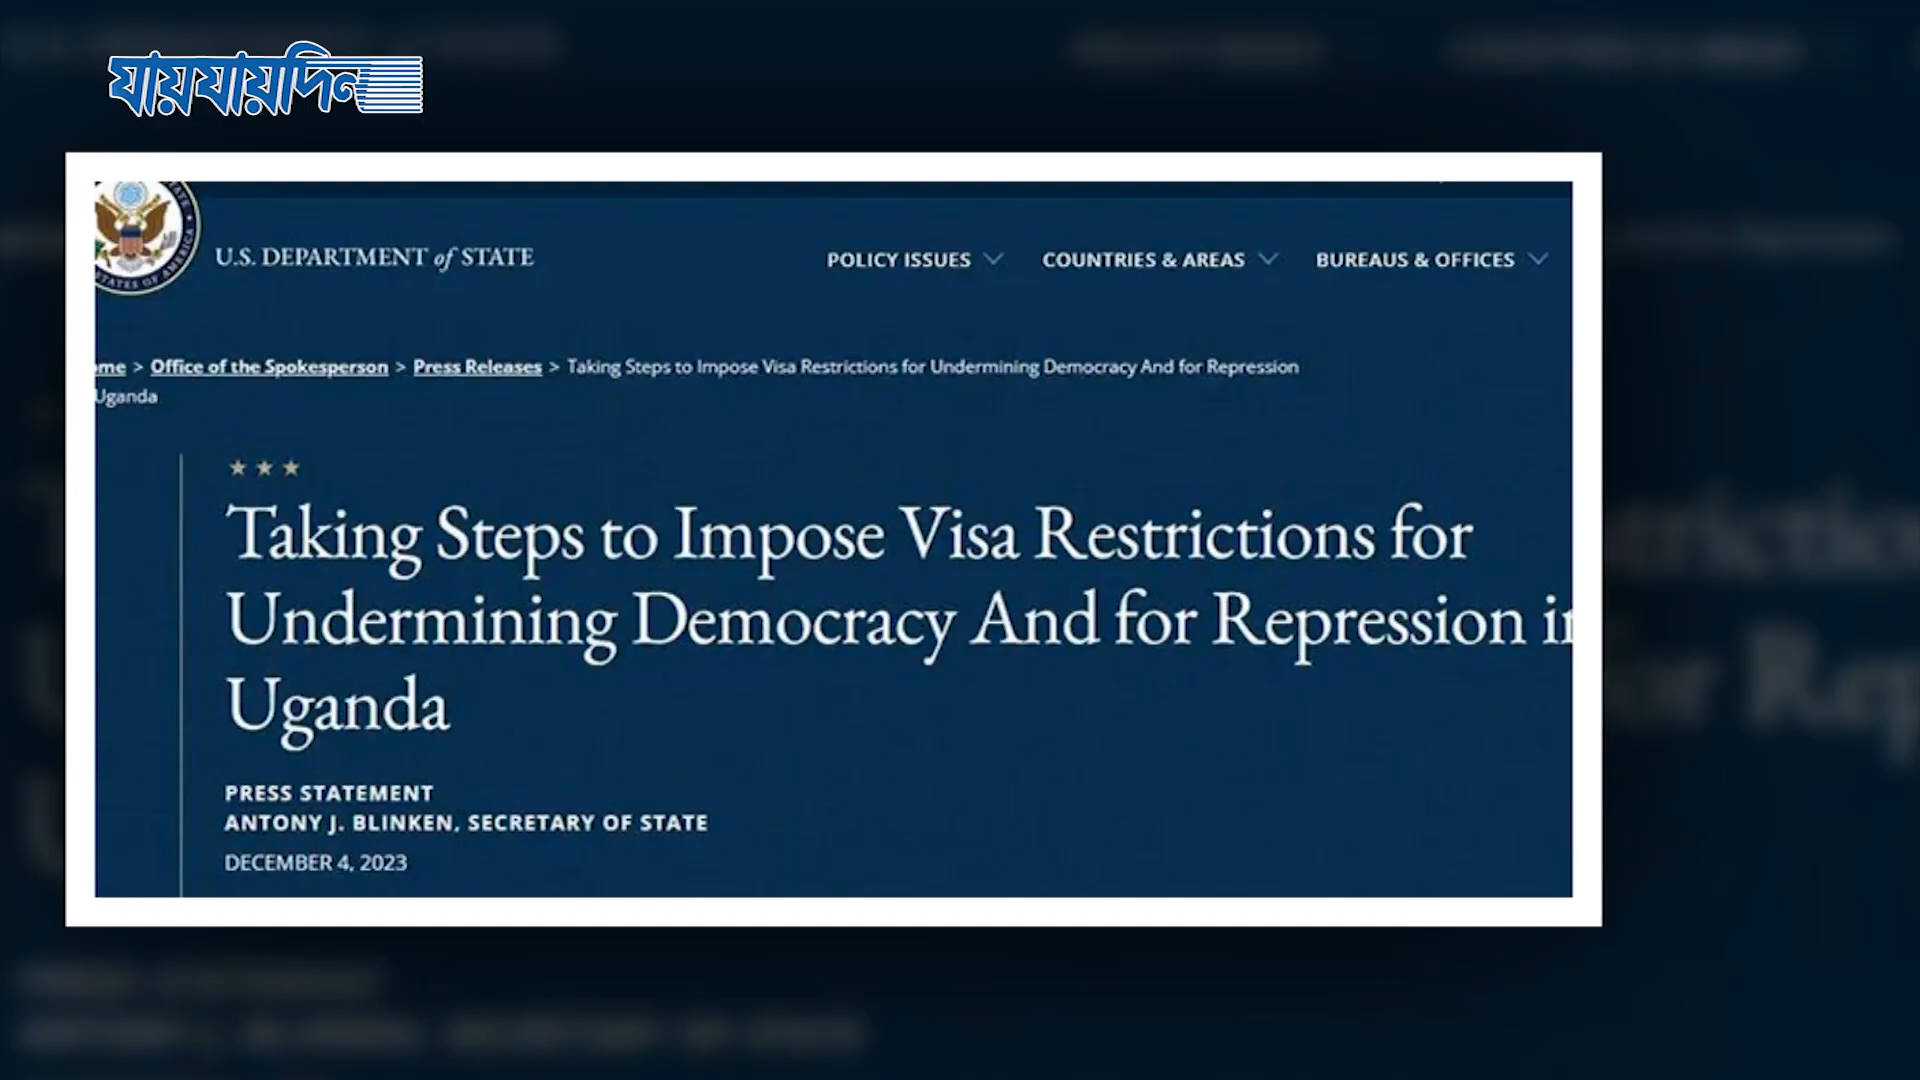 যায়যায়দিন
U.S. DEPARTMENT of STATE
POLICY ISSUES
COUNTRIES & AREAS
BUREAUS & OFFICES
me > Office of the Spokesperson > Press Releases > Taking Steps to Impose Visa Restrictions for Undermining Democracy And for Repression
Uganda
Taking Steps to Impose Visa Restrictions for
Undermining Democracy And for Repression in
Uganda
PRESS STATEMENT
ANTONY J. BLINKEN, SECRETARY OF STATE
DECEMBER 4, 2023